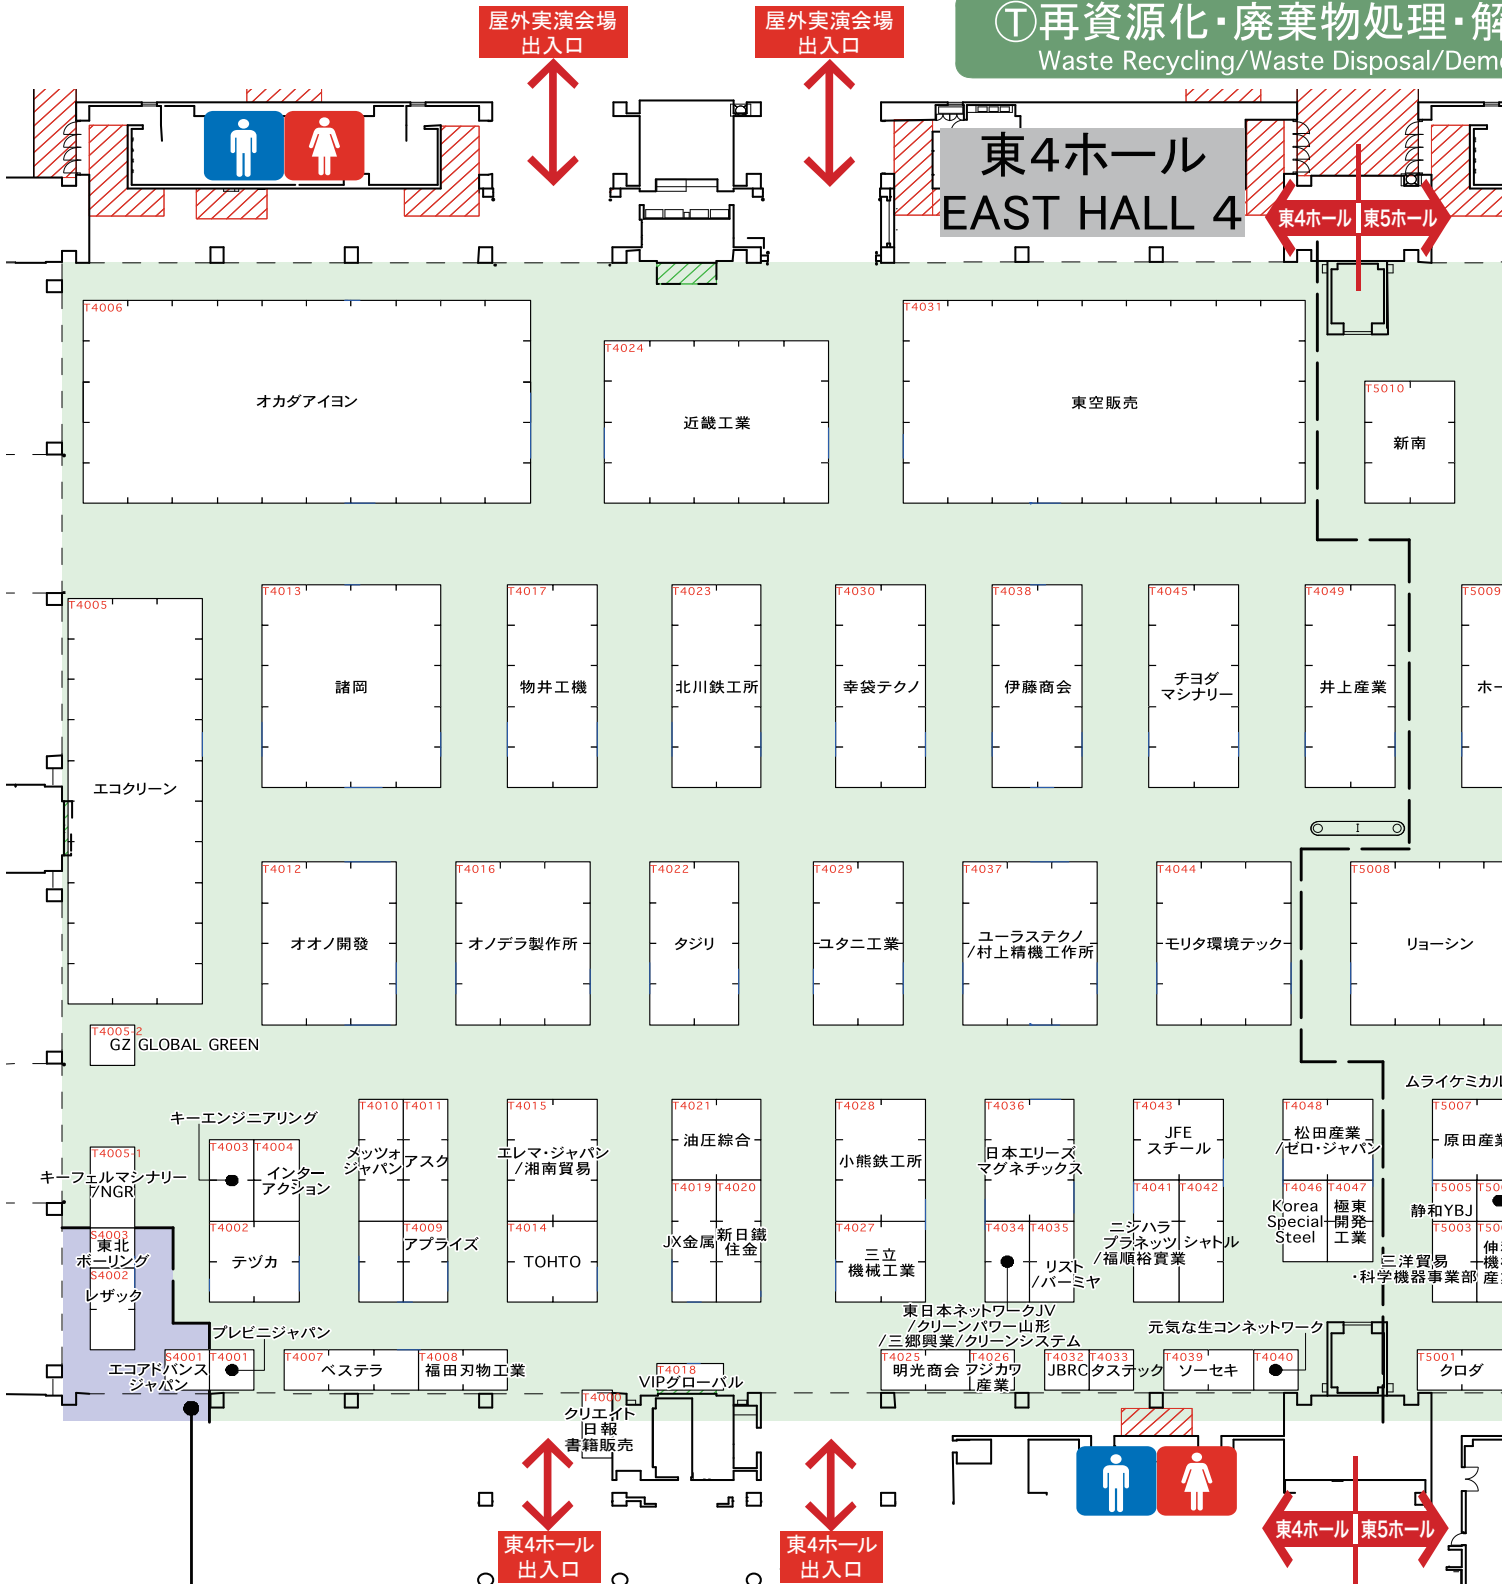 屋外実演会場
出入口
屋外実演会場
出入口
Ⓣ再資源化・廃棄物処理・解
Waste Recycling/Waste Disposal/Demo
東4ホール
EAST HALL 4
東4ホール
東5ホール
T4006
オカダアイヨン
T4024
近畿工業
T4031
東空販売
T5010
新南
T4005
エコクリーン
T4013
諸岡
T4017
物井工機
T4023
北川鉄工所
T4030
幸袋テクノ
T4038
伊藤商会
T4045
チヨダ
マシナリー
T4049
井上産業
T5009
ホー
I
T4012
オオノ開發
T4016
オノデラ製作所
T4022
タジリ
T4029
ユタニ工業
T4037
ユーラステクノ
/村上精機工作所
T4044
モリタ環境テック
T5008
リョーシン
T4005-2
GZ GLOBAL GREEN
キーエンジニアリング
T4005-1
キーフェルマシナリー
/NGR
T4003
T4004
インター
アクション
T4002
テヅカ
T4010
メッツォ
ジャパン
T4011
アスク
T4009
アプライズ
T4015
エレマ・ジャパン
/湘南貿易
T4014
TOHTO
T4021
油圧綜合
T4019
JX金属
T4020
新日鐵
住金
T4028
小熊鉄工所
T4027
三立
機械工業
T4036
日本エリーズ
マグネチックス
T4034
T4035
リスト
/バーミヤ
T4043
JFE
スチール
T4041
ニジハラ
プラネッツ
/福順裕實業
T4042
シャトル
T4048
松田産業
/ゼロ・ジャパン
T4046
Korea
Special
Steel
T4047
極東
開発
工業
ムライケミカル
T5007
原田産業
T5005
静和YBJ
T5003
三洋貿易
・科学機器事業部
S4003
東北
ボーリング
S4002
レザック
S4001
エコアドバンス
ジャパン
プレビニジャパン
T4001
T4007
ベステラ
T4008
福田刃物工業
T4018
VIPグローバル
T4000
クリエイト
日報
書籍販売
東日本ネットワークJV
/クリーンパワー山形
/三郷興業/クリーンシステム
T4025
明光商会
T4026
フジカワ
産業
T4032
JBRC
T4033
タステック
元気な生コンネットワーク
T4039
ソーセキ
T4040
T5001
クロダ
東4ホール
出入口
東4ホール
出入口
東4ホール
東5ホール